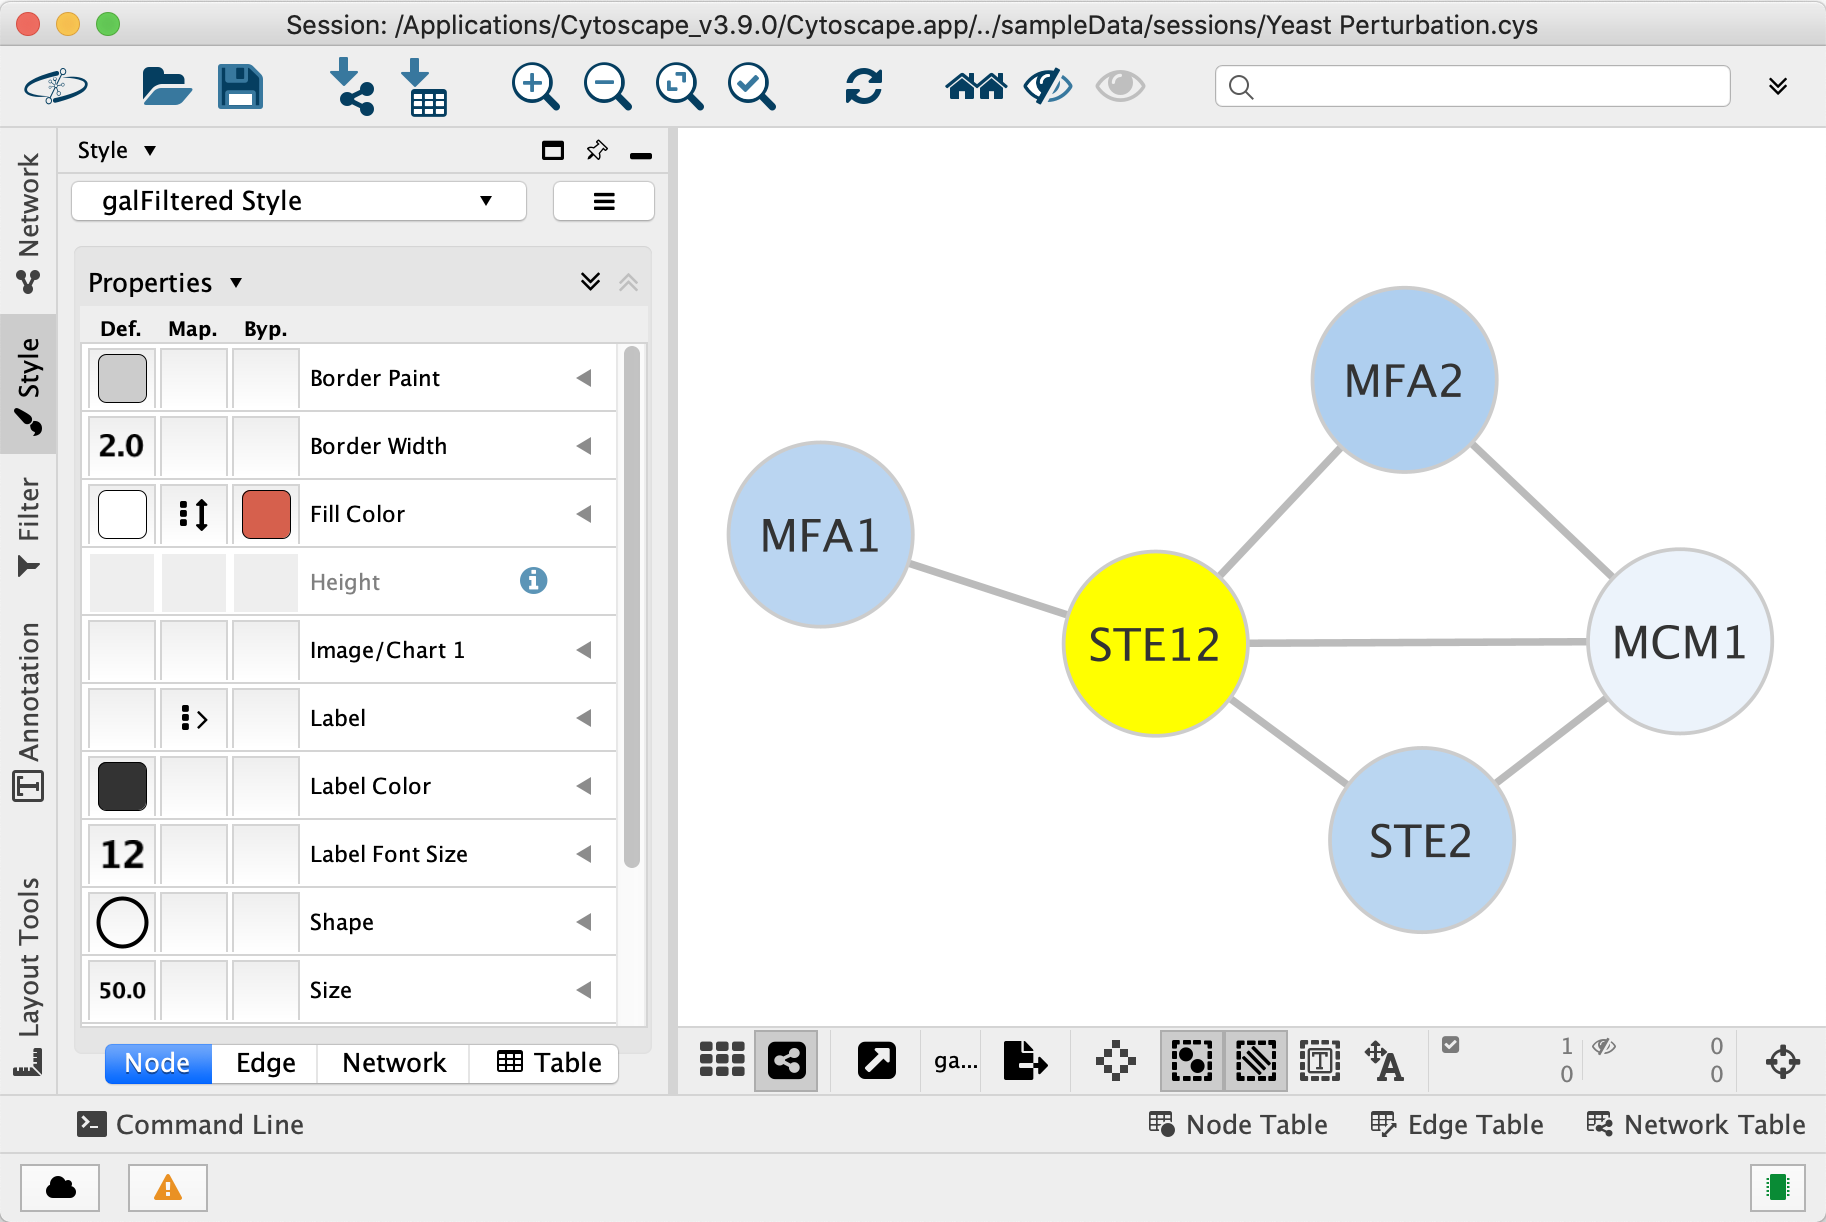 Session: /Applications/Cytoscape_v3.9.0/Cytoscape.app/../sampleData/sessions/Yeast Perturbation.cys
Network
Style
Filter
Annotation
Layout Tools
Style
galFiltered Style
Properties
Def. Map. Byp.
Border Paint
2.0 Border Width
Fill Color
Height
Image/Chart 1
Label
Label Color
12 Label Font Size
Shape
50.0 Size
Node Edge Network Table
MFA2
MFA1
STE12
MCM1
STE2
ga...
T
A
1 0
0 0
Command Line
Node Table Edge Table Network Table